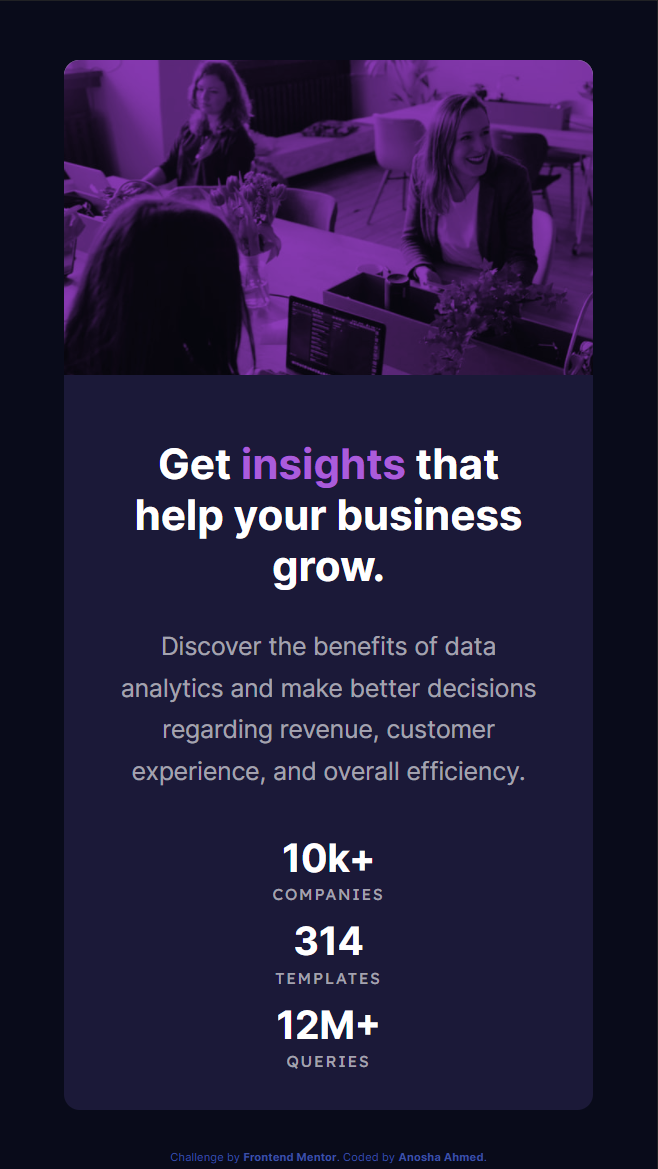 Get insights that
help your business
grow.
Discover the benefits of data
analytics and make better decisions
regarding revenue, customer
experience, and overall efficiency.
10k+
COMPANIES
314
TEMPLATES
12M+
QUERIES
Challenge by Frontend Mentor. Coded by Anosha Ahmed.